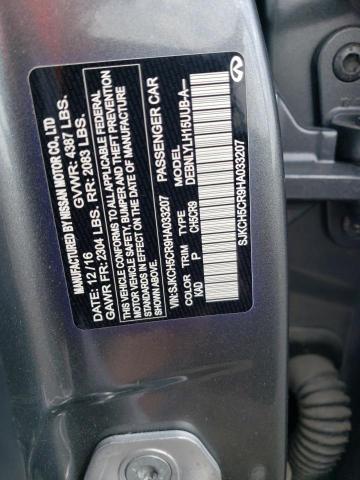 MANUFACTURED BY NISSAN MOTOR CO., LTD
GVWR: 4387 LBS.
GAWR FR: 2304 LBS. RR: 2083 LBS.
12/16
THIS VEHICLE CONFORMS TO ALL APPLICABLE FEDERAL
MOTOR VEHICLE SAFETY, BUMPER AND THEFT PREVENTION
STANDARDS IN EFFECT ON THE DATE OF MANUFACTURE
SHOWN ABOVE.
VIN:SJKCH5CR9HA033207 PASSENGER CAR
COLOR TRIM TYPE MODEL
KAD P CH5CR9 DEBNLYLH15UUB-A---
SJKCH5CR9HA033207